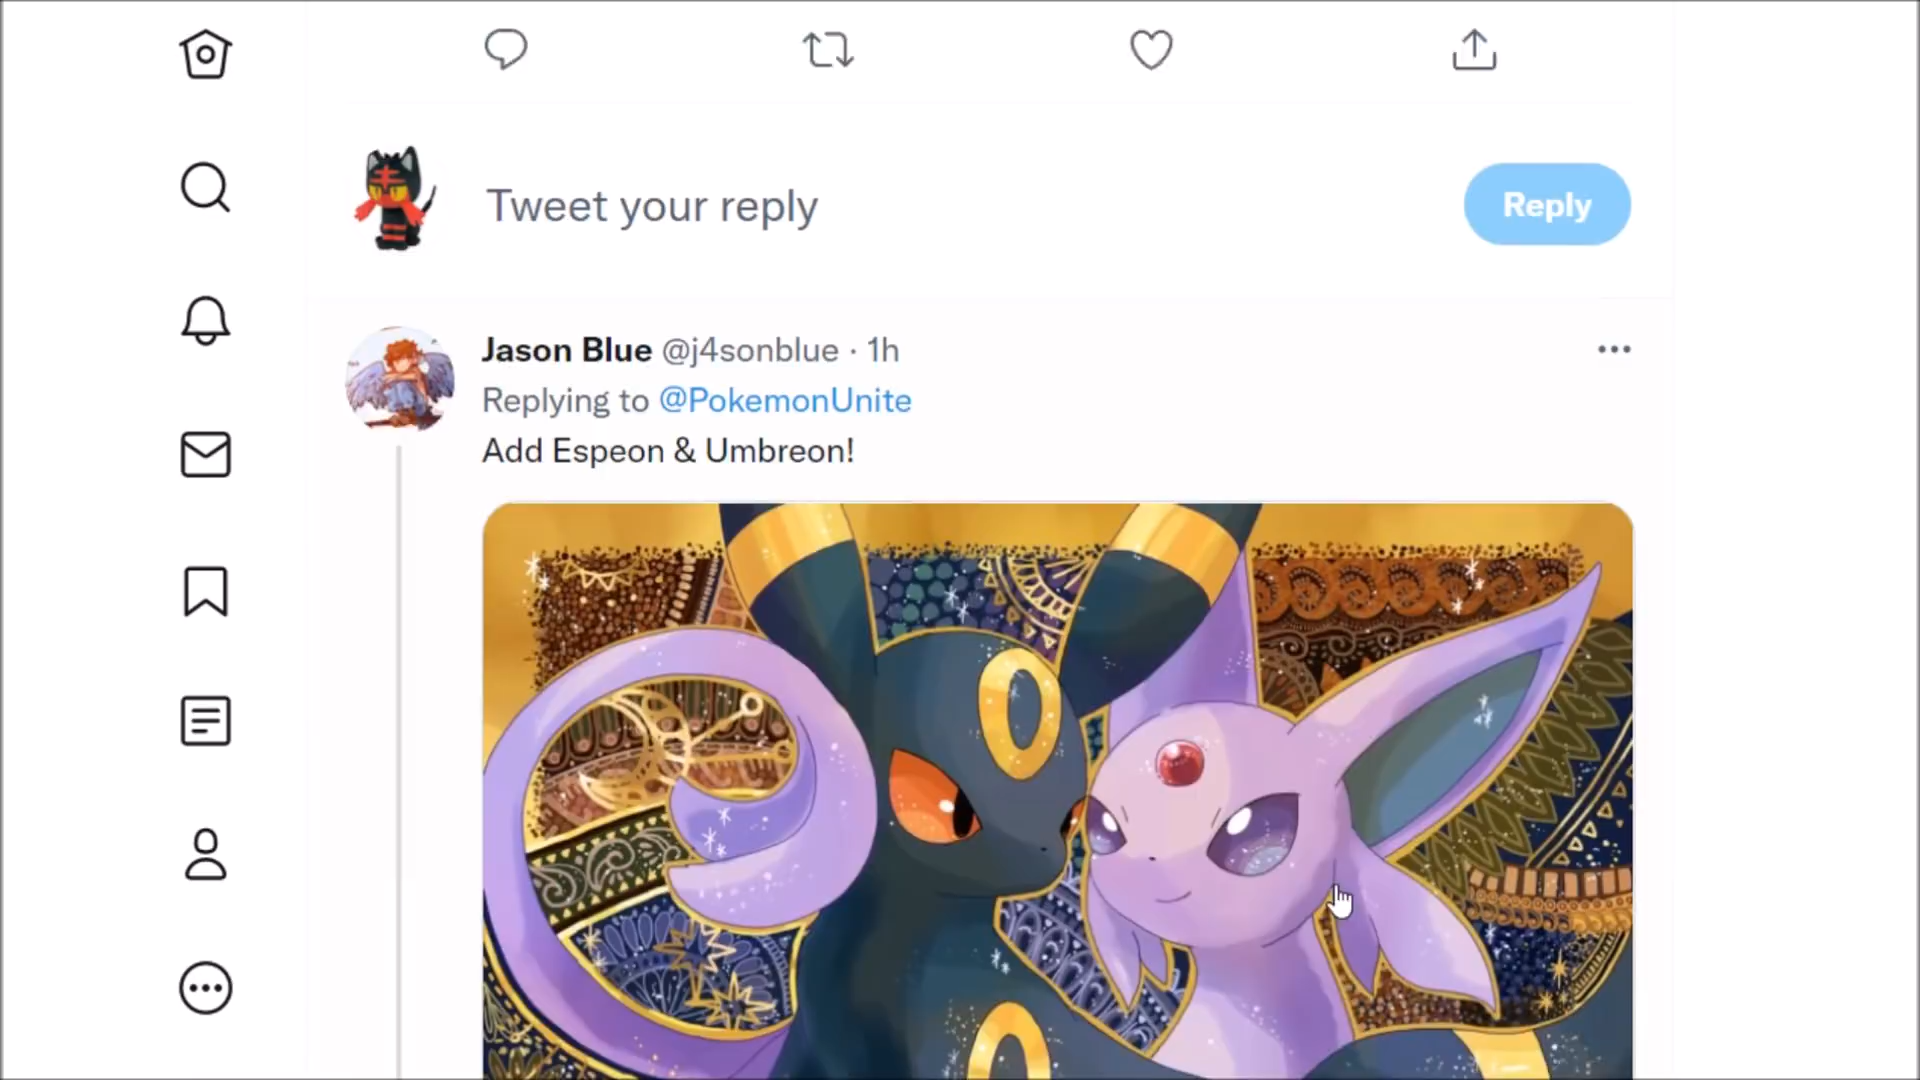 Tweet your reply
Reply
Jason Blue @j4sonblue · 1h
Replying to @PokemonUnite
Add Espeon & Umbreon!